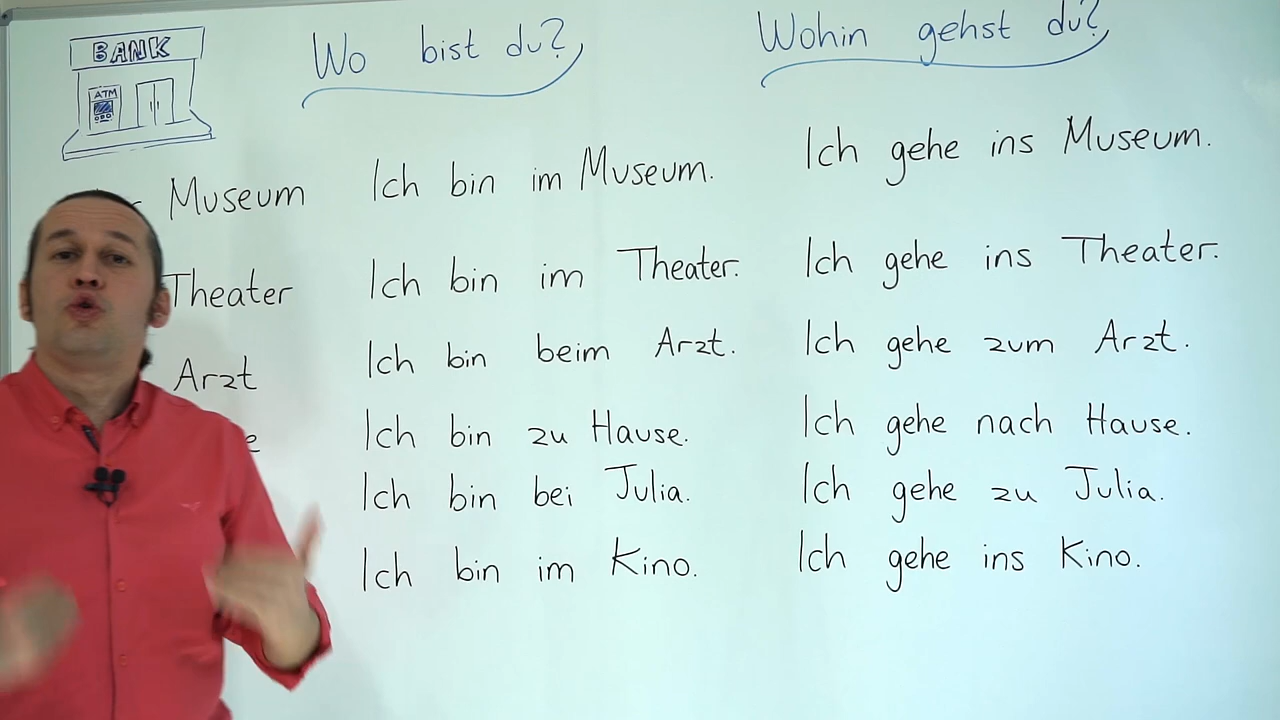 BANK
ATM
Wo bist du?
Wohin gehst du?
Museum Ich bin im Museum. Ich gehe ins Museum.
Theater Ich bin im Theater. Ich gehe ins Theater.
Arzt Ich bin beim Arzt. Ich gehe zum Arzt.
Ich bin zu Hause. Ich gehe nach Hause.
Ich bin bei Julia. Ich gehe zu Julia.
Ich bin im Kino. Ich gehe ins Kino.